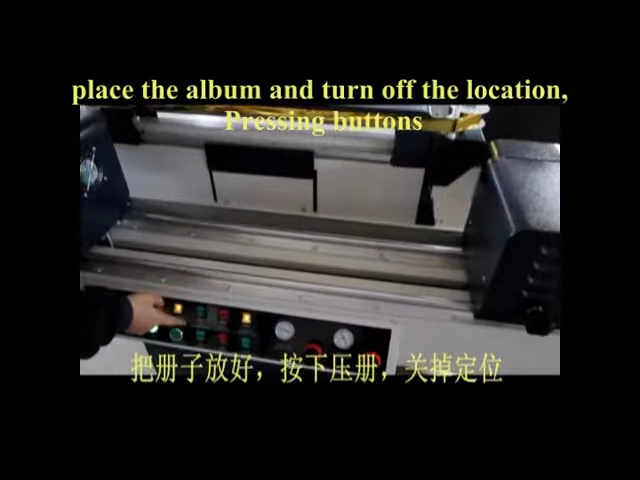 place the album and turn off the location,
Pressing buttons
把册子放好，按下压册，关掉定位